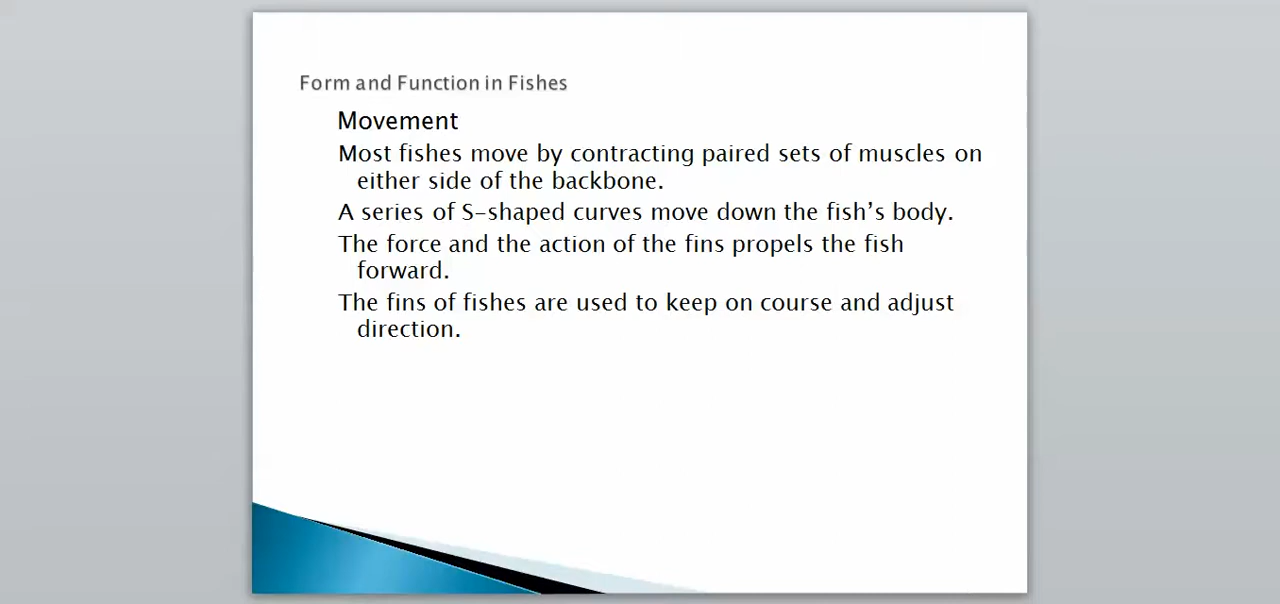 Form and Function in Fishes
Movement
Most fishes move by contracting paired sets of muscles on
either side of the backbone.
A series of S-shaped curves move down the fish’s body.
The force and the action of the fins propels the fish
forward.
The fins of fishes are used to keep on course and adjust
direction.